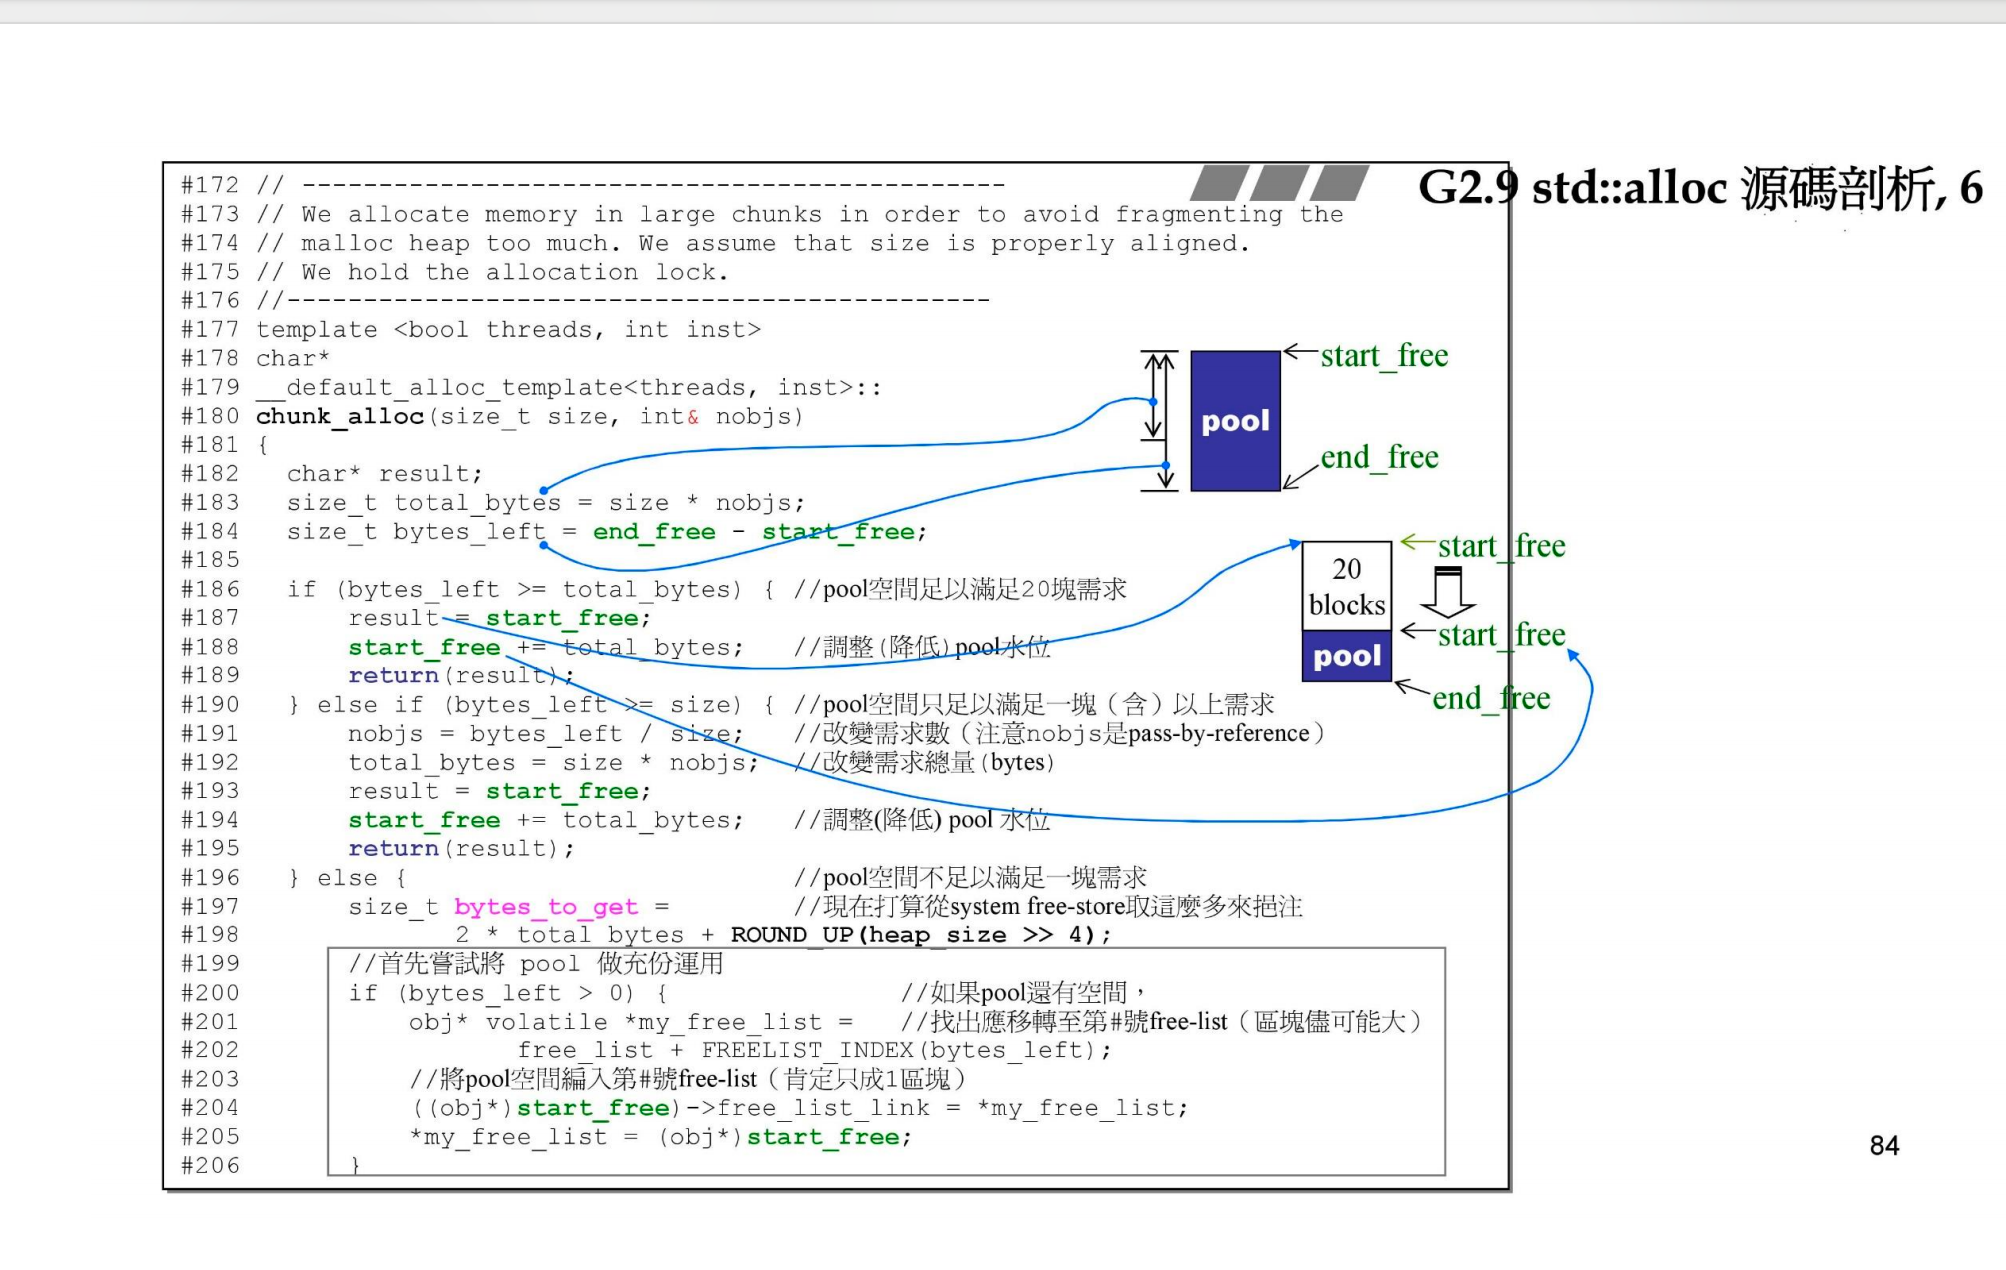 G2.9 std::alloc 源碼剖析, 6
#172 // ----------------------------------------------
#173 // We allocate memory in large chunks in order to avoid fragmenting the
#174 // malloc heap too much. We assume that size is properly aligned.
#175 // We hold the allocation lock.
#176 //----------------------------------------------
#177 template <bool threads, int inst>
#178 char*
#179 __default_alloc_template<threads, inst>::
#180 chunk_alloc(size_t size, int& nobjs)
#181 {
#182   char* result;
#183   size_t total_bytes = size * nobjs;
#184   size_t bytes_left = end_free - start_free;
#185
#186   if (bytes_left >= total_bytes) { //pool空間足以滿足20塊需求
#187       result = start_free;
#188       start_free += total_bytes;   //調整(降低)pool水位
#189       return(result);
#190   } else if (bytes_left >= size) { //pool空間只足以滿足一塊（含）以上需求
#191       nobjs = bytes_left / size;   //改變需求數（注意nobjs是pass-by-reference）
#192       total_bytes = size * nobjs;  //改變需求總量(bytes)
#193       result = start_free;
#194       start_free += total_bytes;   //調整(降低) pool 水位
#195       return(result);
#196   } else {                         //pool空間不足以滿足一塊需求
#197       size_t bytes_to_get =        //現在打算從system free-store取這麼多來挹注
#198              2 * total_bytes + ROUND_UP(heap_size >> 4);
#199       //首先嘗試將 pool 做充份運用
#200       if (bytes_left > 0) {               //如果pool還有空間，
#201           obj* volatile *my_free_list =   //找出應移轉至第#號free-list（區塊儘可能大）
#202                  free_list + FREELIST_INDEX(bytes_left);
#203           //將pool空間編入第#號free-list（肯定只成1區塊）
#204           ((obj*)start_free)->free_list_link = *my_free_list;
#205           *my_free_list = (obj*)start_free;
#206       }
start_free
pool
end_free
start_free
20
blocks
start_free
pool
end_free
84